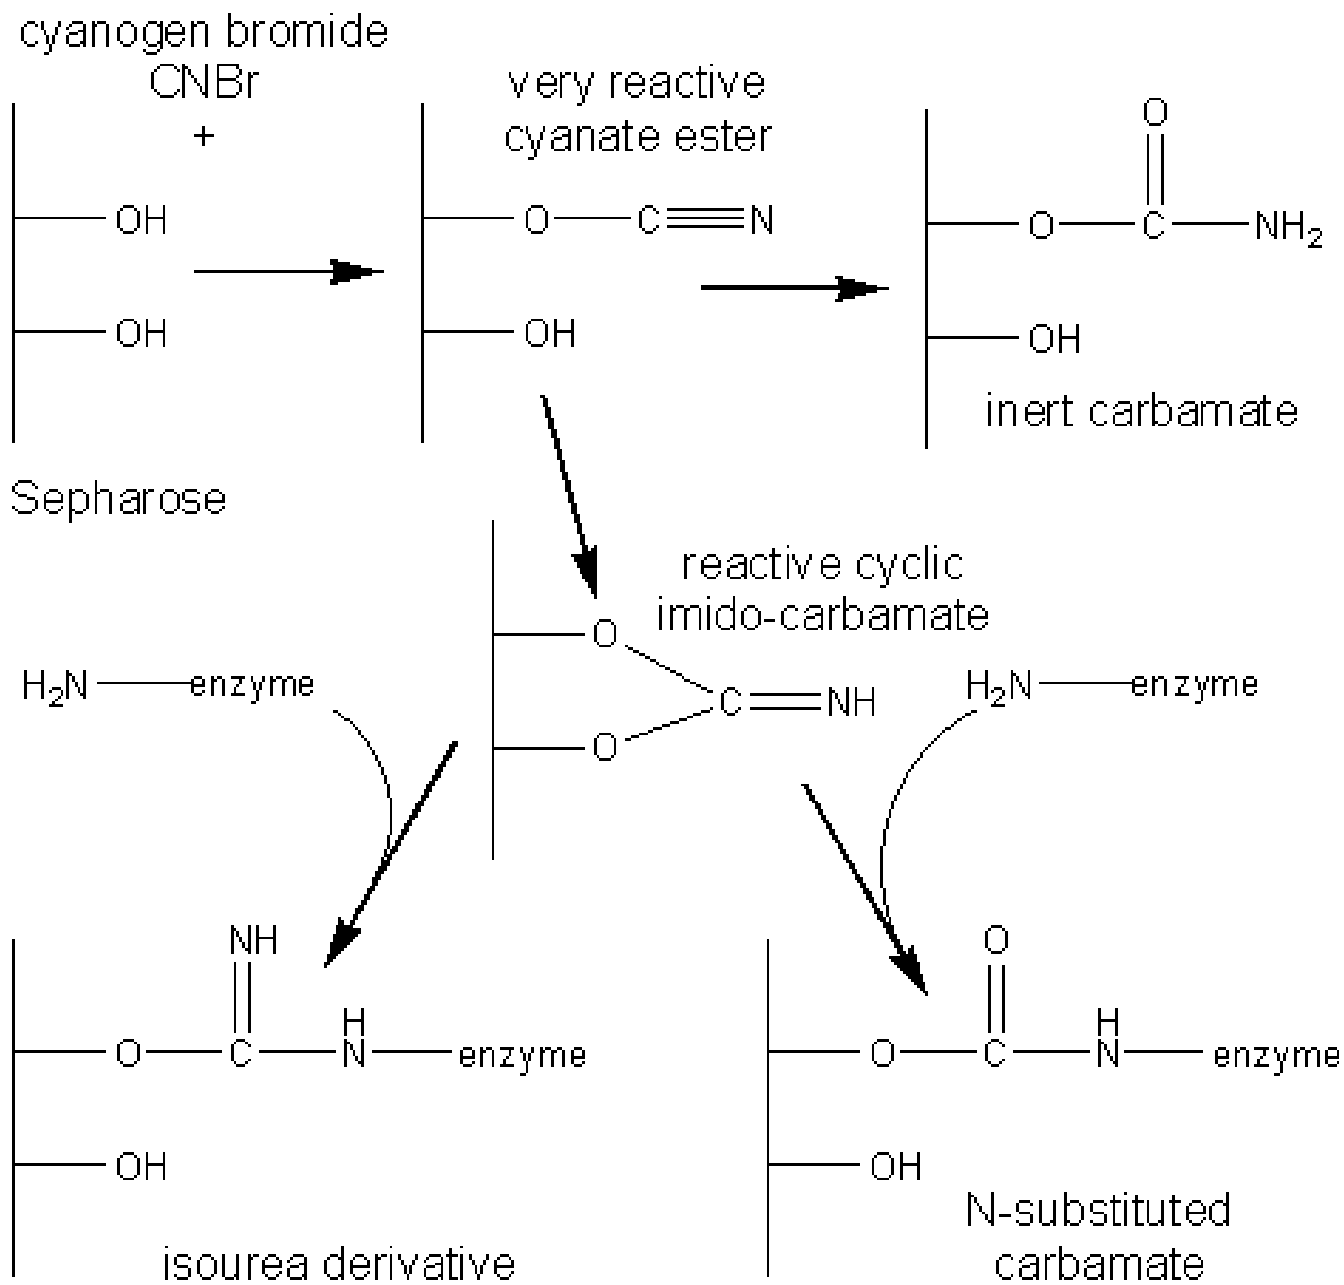 cyanogen bromide
CNBr
+
OH
OH
Sepharose
very reactive
cyanate ester
O C N
OH
O
O C NH₂
OH
inert carbamate
reactive cyclic
imido-carbamate
O
C NH
O
H₂N enzyme
H₂N enzyme
NH
H
O C N enzyme
OH
isourea derivative
O
H
O C N enzyme
OH
N-substituted
carbamate